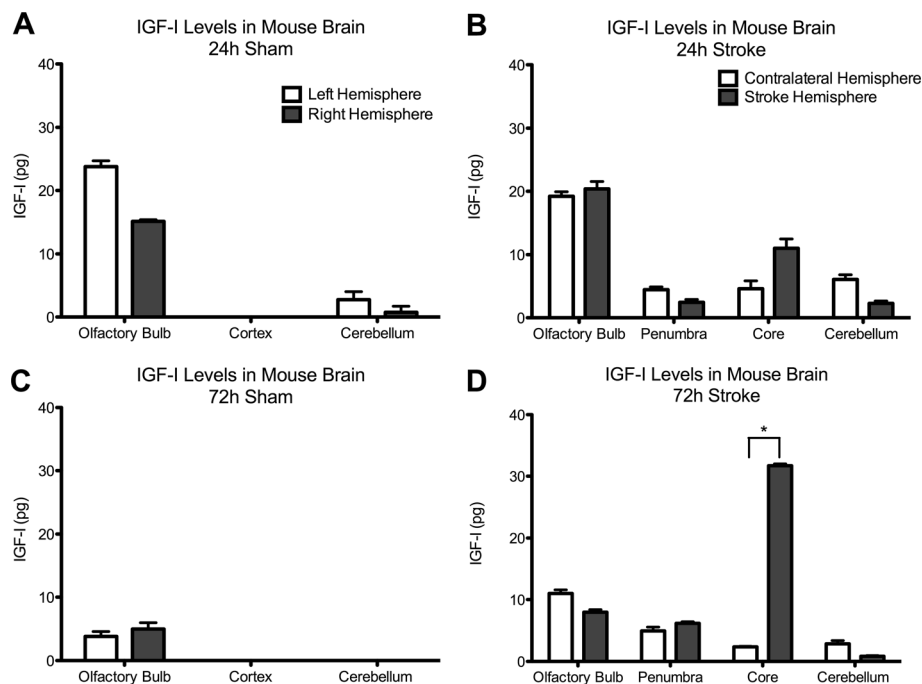 A
IGF-I Levels in Mouse Brain
24h Sham
40
30
20
10
0
IGF-I (pg)
Left Hemisphere
Right Hemisphere
Olfactory Bulb Cortex Cerebellum
B
IGF-I Levels in Mouse Brain
24h Stroke
40
30
20
10
0
IGF-I (pg)
Contralateral Hemisphere
Stroke Hemisphere
Olfactory Bulb Penumbra Core Cerebellum
C
IGF-I Levels in Mouse Brain
72h Sham
40
30
20
10
0
IGF-I (pg)
Olfactory Bulb Cortex Cerebellum
D
IGF-I Levels in Mouse Brain
72h Stroke
40
30
20
10
0
IGF-I (pg)
*
Olfactory Bulb Penumbra Core Cerebellum